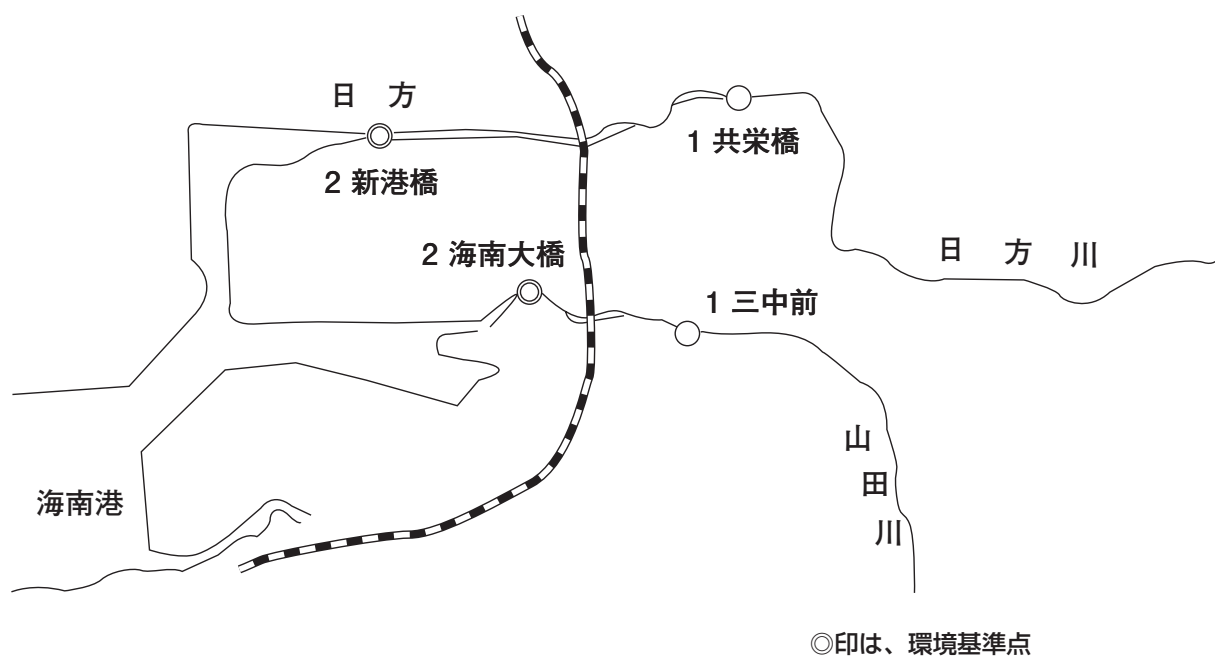 日方
1 共栄橋
2 新港橋
日方川
2 海南大橋
1 三中前
山田川
海南港
◎印は、環境基準点